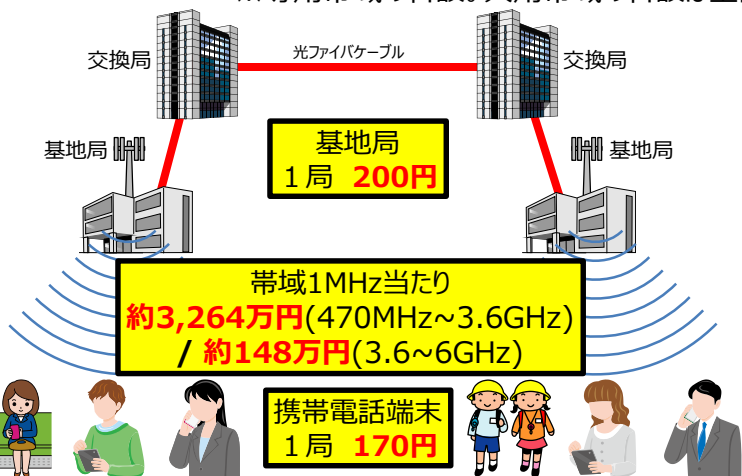 交換局
光ファイバケーブル
交換局
基地局
基地局
1局 200円
基地局
帯域1MHz当たり
約3,264万円(470MHz~3.6GHz)
/ 約148万円(3.6~6GHz)
携帯電話端末
1局 170円